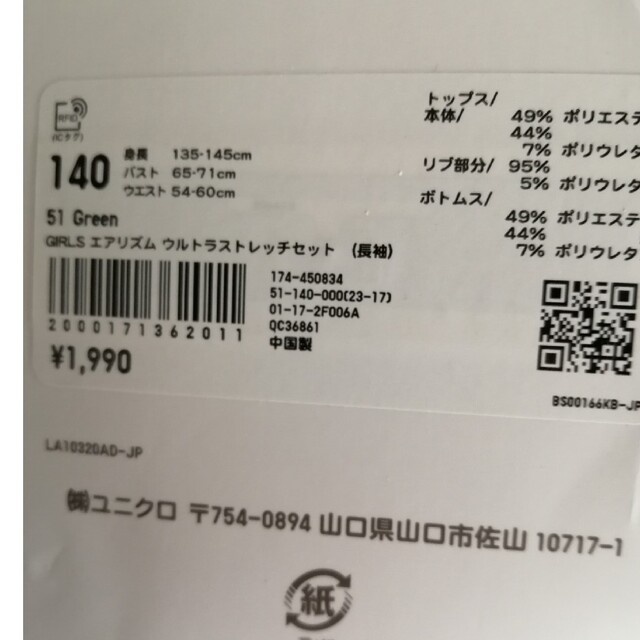 RFID
(ICタグ)
140
身長 135-145cm
バスト 65-71cm
ウエスト 54-60cm
51 Green
GIRLS エアリズム ウルトラストレッチセット (長袖)
2000171362011
¥1,990
174-450834
51-140-000(23-17)
01-17-2F006A
QC36861
中国製
トップス/
本体/ 49% ポリエステ
44%
7% ポリウレタ
リブ部分/ 95%
5% ポリウレタ
ボトムス/
49% ポリエステ
44%
7% ポリウレタ
BS00166KB-JP
LA10320AD-JP
㈱ユニクロ 〒754-0894 山口県山口市佐山 10717-1
紙